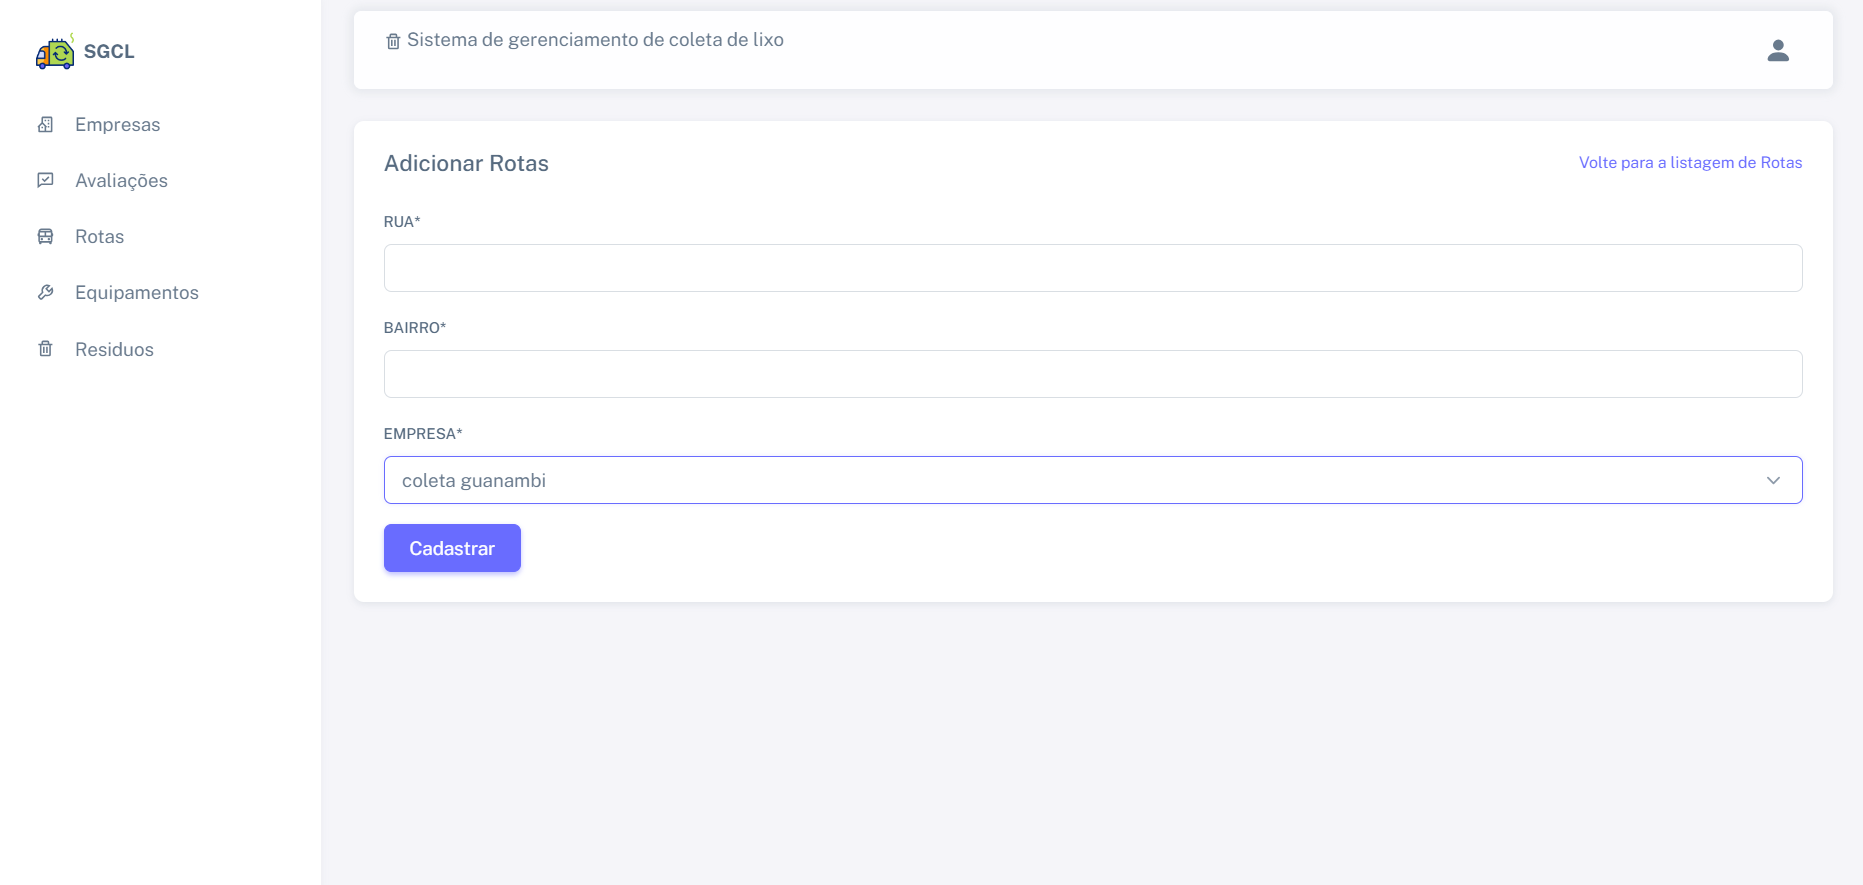 SGCL
Empresas
Avaliações
Rotas
Equipamentos
Residuos
Sistema de gerenciamento de coleta de lixo
Adicionar Rotas
Volte para a listagem de Rotas
RUA*
BAIRRO*
EMPRESA*
coleta guanambi
Cadastrar